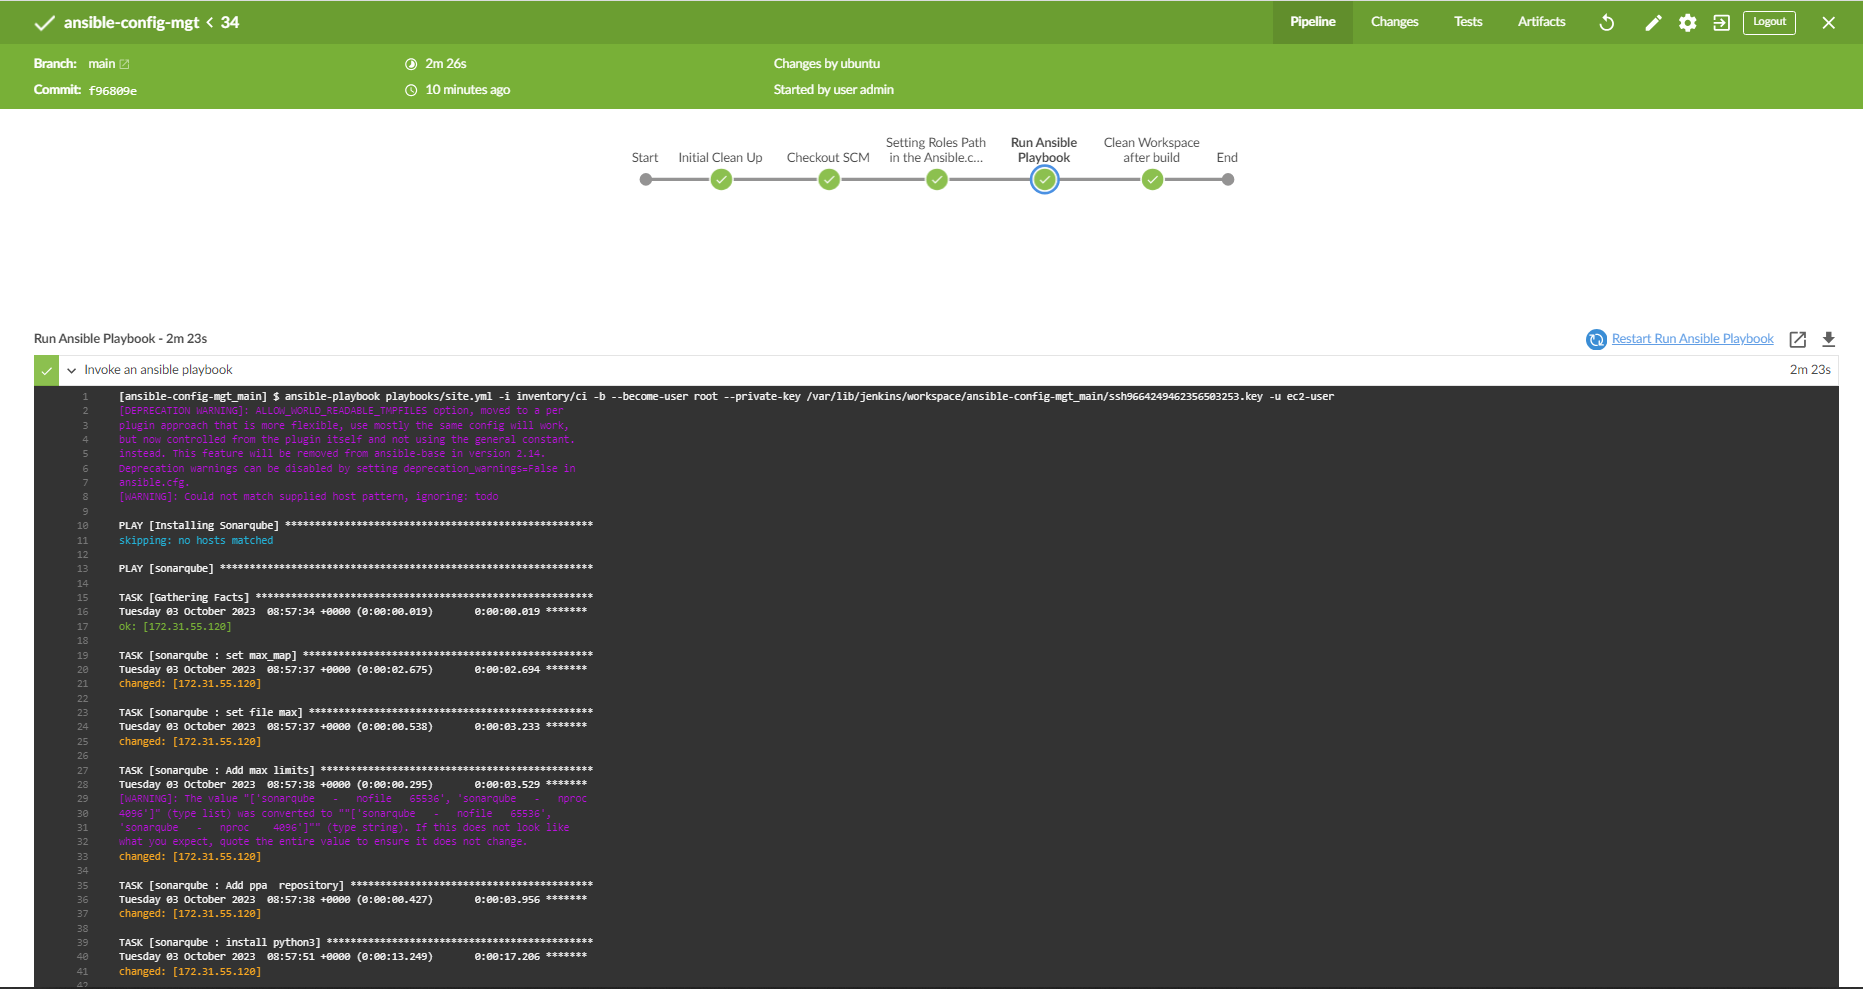 ansible-config-mgt < 34
Pipeline Changes Tests Artifacts Logout
Branch: main 2m 26s Changes by ubuntu
Commit: f96809e 10 minutes ago Started by user admin
Start Initial Clean Up Checkout SCM Setting Roles Path in the Ansible.c... Run Ansible Playbook Clean Workspace after build End
Run Ansible Playbook - 2m 23s Restart Run Ansible Playbook
Invoke an ansible playbook 2m 23s
1 [ansible-config-mgt_main] $ ansible-playbook playbooks/site.yml -i inventory/ci -b --become-user root --private-key /var/lib/jenkins/workspace/ansible-config-mgt_main/ssh9664249462356503253.key -u ec2-user
2 [DEPRECATION WARNING]: ALLOW_WORLD_READABLE_TMPFILES option, moved to a per
3 plugin approach that is more flexible, use mostly the same config will work,
4 but now controlled from the plugin itself and not using the general constant.
5 instead. This feature will be removed from ansible-base in version 2.14.
6 Deprecation warnings can be disabled by setting deprecation_warnings=False in
7 ansible.cfg.
8 [WARNING]: Could not match supplied host pattern, ignoring: todo
9
10 PLAY [Installing Sonarqube] ****************************************************
11 skipping: no hosts matched
12
13 PLAY [sonarqube] ***************************************************************
14
15 TASK [Gathering Facts] *********************************************************
16 Tuesday 03 October 2023  08:57:34 +0000 (0:00:00.019)       0:00:00.019 *******
17 ok: [172.31.55.120]
18
19 TASK [sonarqube : set max_map] *************************************************
20 Tuesday 03 October 2023  08:57:37 +0000 (0:00:02.675)       0:00:02.694 *******
21 changed: [172.31.55.120]
22
23 TASK [sonarqube : set file max] ************************************************
24 Tuesday 03 October 2023  08:57:37 +0000 (0:00:00.538)       0:00:03.233 *******
25 changed: [172.31.55.120]
26
27 TASK [sonarqube : Add max limits] **********************************************
28 Tuesday 03 October 2023  08:57:38 +0000 (0:00:00.295)       0:00:03.529 *******
29 [WARNING]: The value "['sonarqube   -   nofile   65536', 'sonarqube   -   nproc
30 4096']" (type list) was converted to ""['sonarqube   -   nofile   65536',
31 'sonarqube   -   nproc    4096']"" (type string). If this does not look like
32 what you expect, quote the entire value to ensure it does not change.
33 changed: [172.31.55.120]
34
35 TASK [sonarqube : Add ppa  repository] *****************************************
36 Tuesday 03 October 2023  08:57:38 +0000 (0:00:00.427)       0:00:03.956 *******
37 changed: [172.31.55.120]
38
39 TASK [sonarqube : install python3] *********************************************
40 Tuesday 03 October 2023  08:57:51 +0000 (0:00:13.249)       0:00:17.206 *******
41 changed: [172.31.55.120]
42